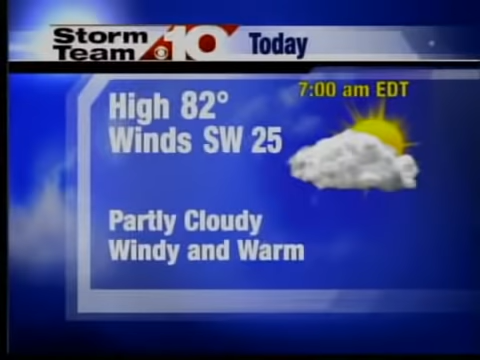 Storm
Team 10 Today
7:00 am EDT
High 82°
Winds SW 25
Partly Cloudy
Windy and Warm